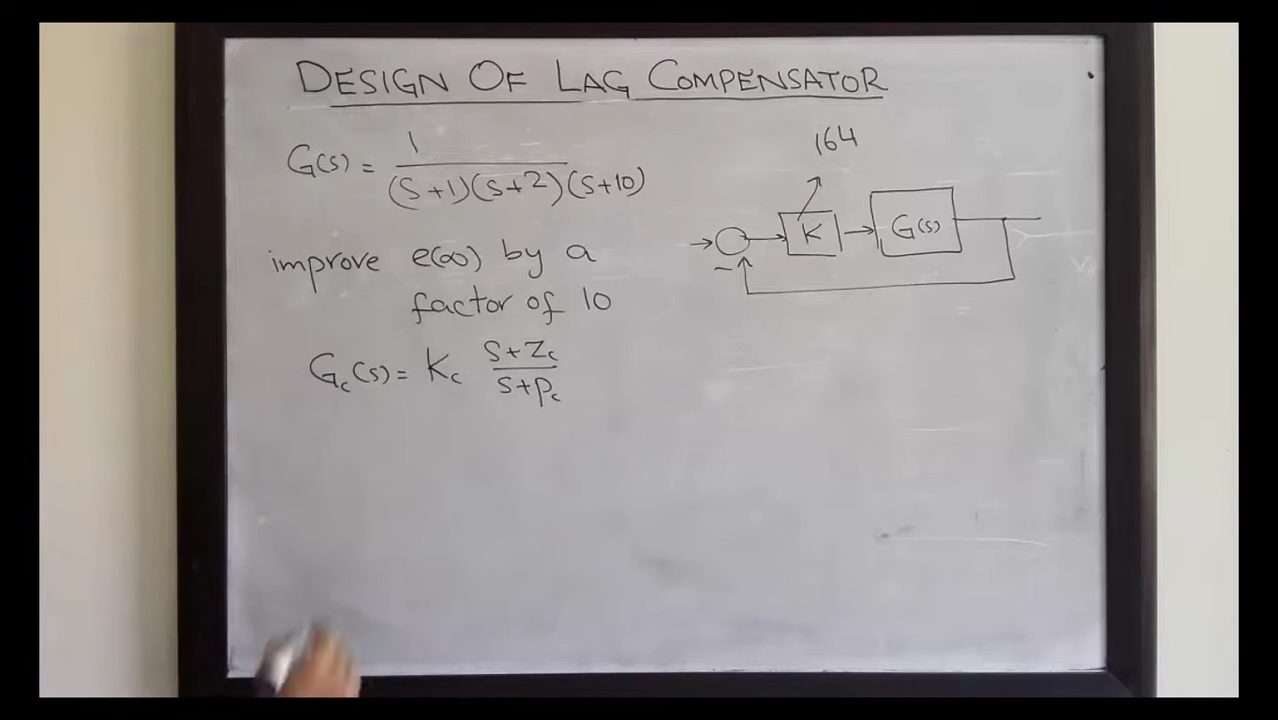 DESIGN OF LAG COMPENSATOR
G(s) = 1 / (S+1)(S+2)(S+10)
improve e(∞) by a
factor of 10
Gc(s) = Kc S+Zc / S+Pc
164
K
G(s)
−